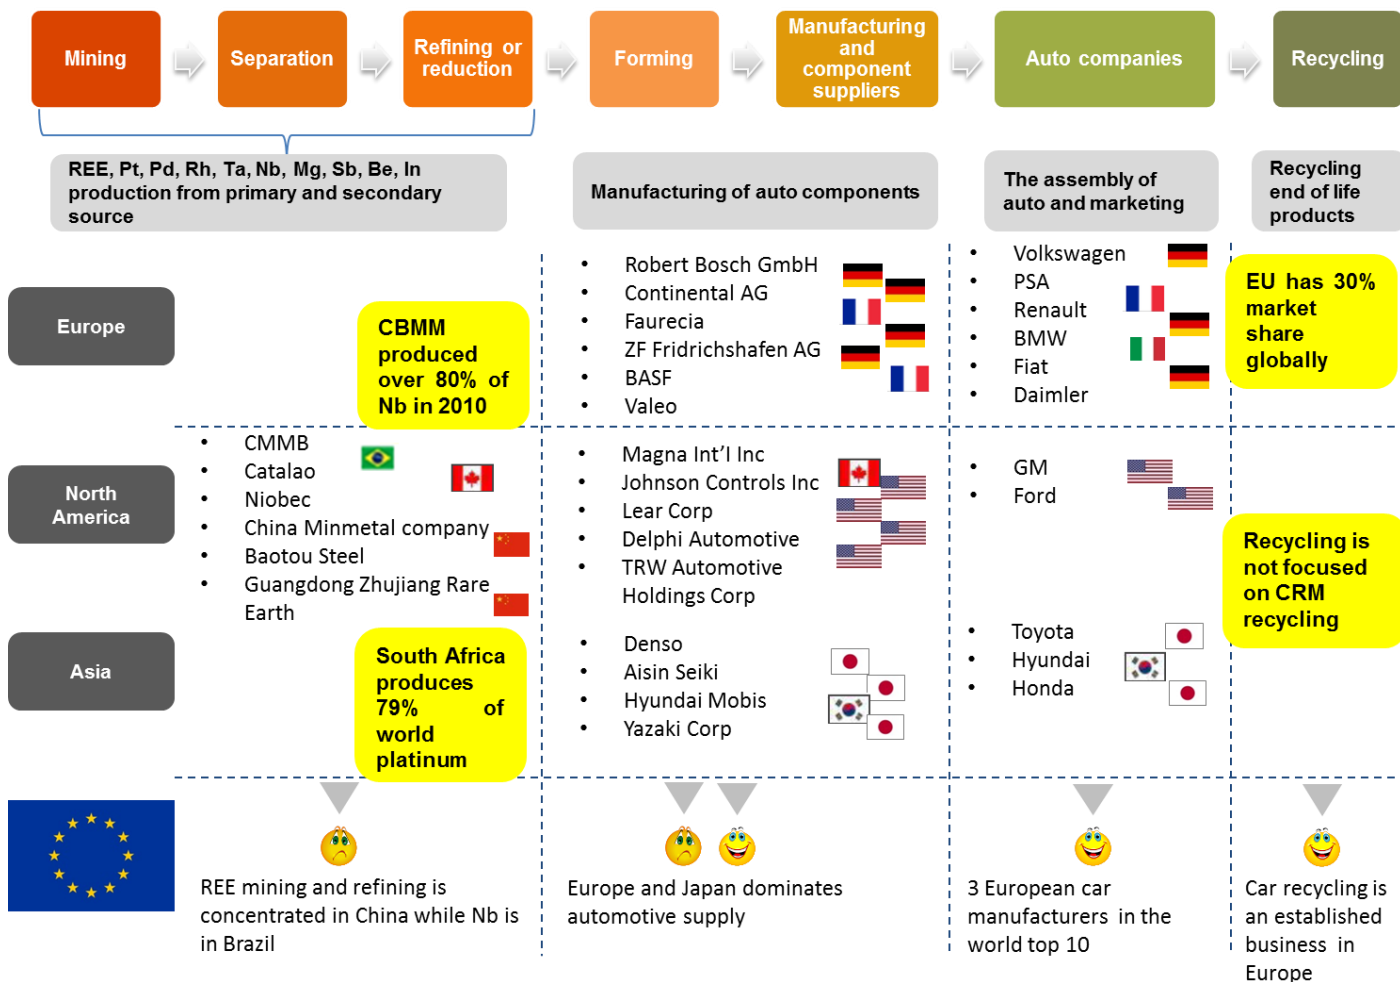 Mining
Separation
Refining or
reduction
Forming
Manufacturing
and
component
suppliers
Auto companies
Recycling
REE, Pt, Pd, Rh, Ta, Nb, Mg, Sb, Be, In
production from primary and secondary
source
Manufacturing of auto components
The assembly of
auto and marketing
Recycling
end of life
products
Europe
CBMM
produced
over 80% of
Nb in 2010
• Robert Bosch GmbH
• Continental AG
• Faurecia
• ZF Fridrichshafen AG
• BASF
• Valeo
• Volkswagen
• PSA
• Renault
• BMW
• Fiat
• Daimler
EU has 30%
market
share
globally
North
America
• CMMB
• Catalao
• Niobec
• China Minmetal company
• Baotou Steel
• Guangdong Zhujiang Rare
Earth
• Magna Int'l Inc
• Johnson Controls Inc
• Lear Corp
• Delphi Automotive
• TRW Automotive
Holdings Corp
• GM
• Ford
Recycling is
not focused
on CRM
recycling
Asia
South Africa
produces
79% of
world
platinum
• Denso
• Aisin Seiki
• Hyundai Mobis
• Yazaki Corp
• Toyota
• Hyundai
• Honda
REE mining and refining is
concentrated in China while Nb is
in Brazil
Europe and Japan dominates
automotive supply
3 European car
manufacturers in the
world top 10
Car recycling is
an established
business in
Europe